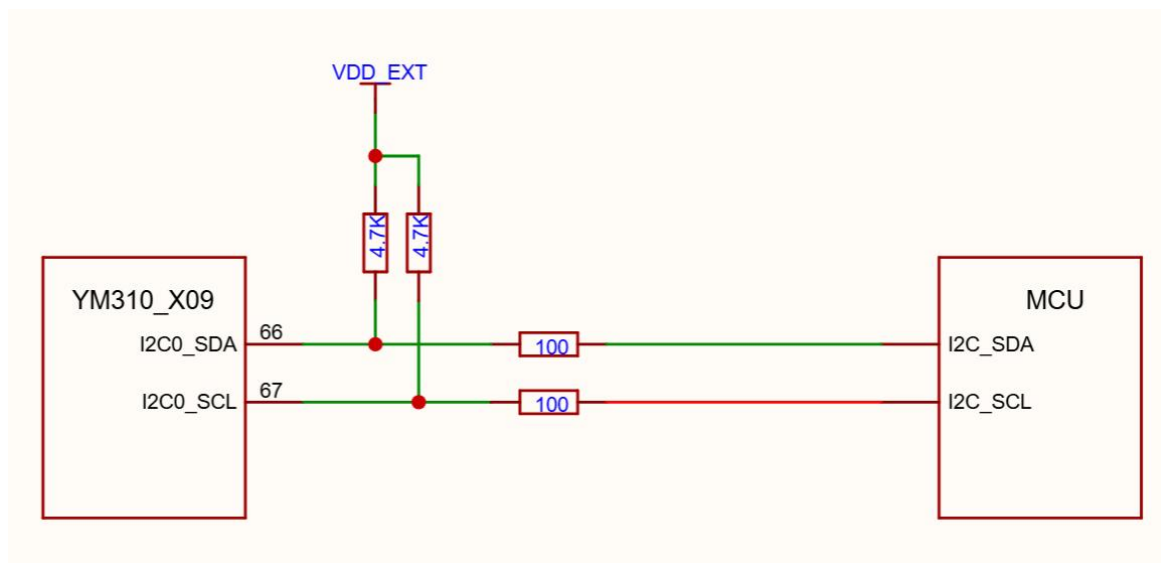 VDD_EXT
4.7K
4.7K
YM310_X09
MCU
I2C0_SDA
66
100
I2C_SDA
I2C0_SCL
67
100
I2C_SCL